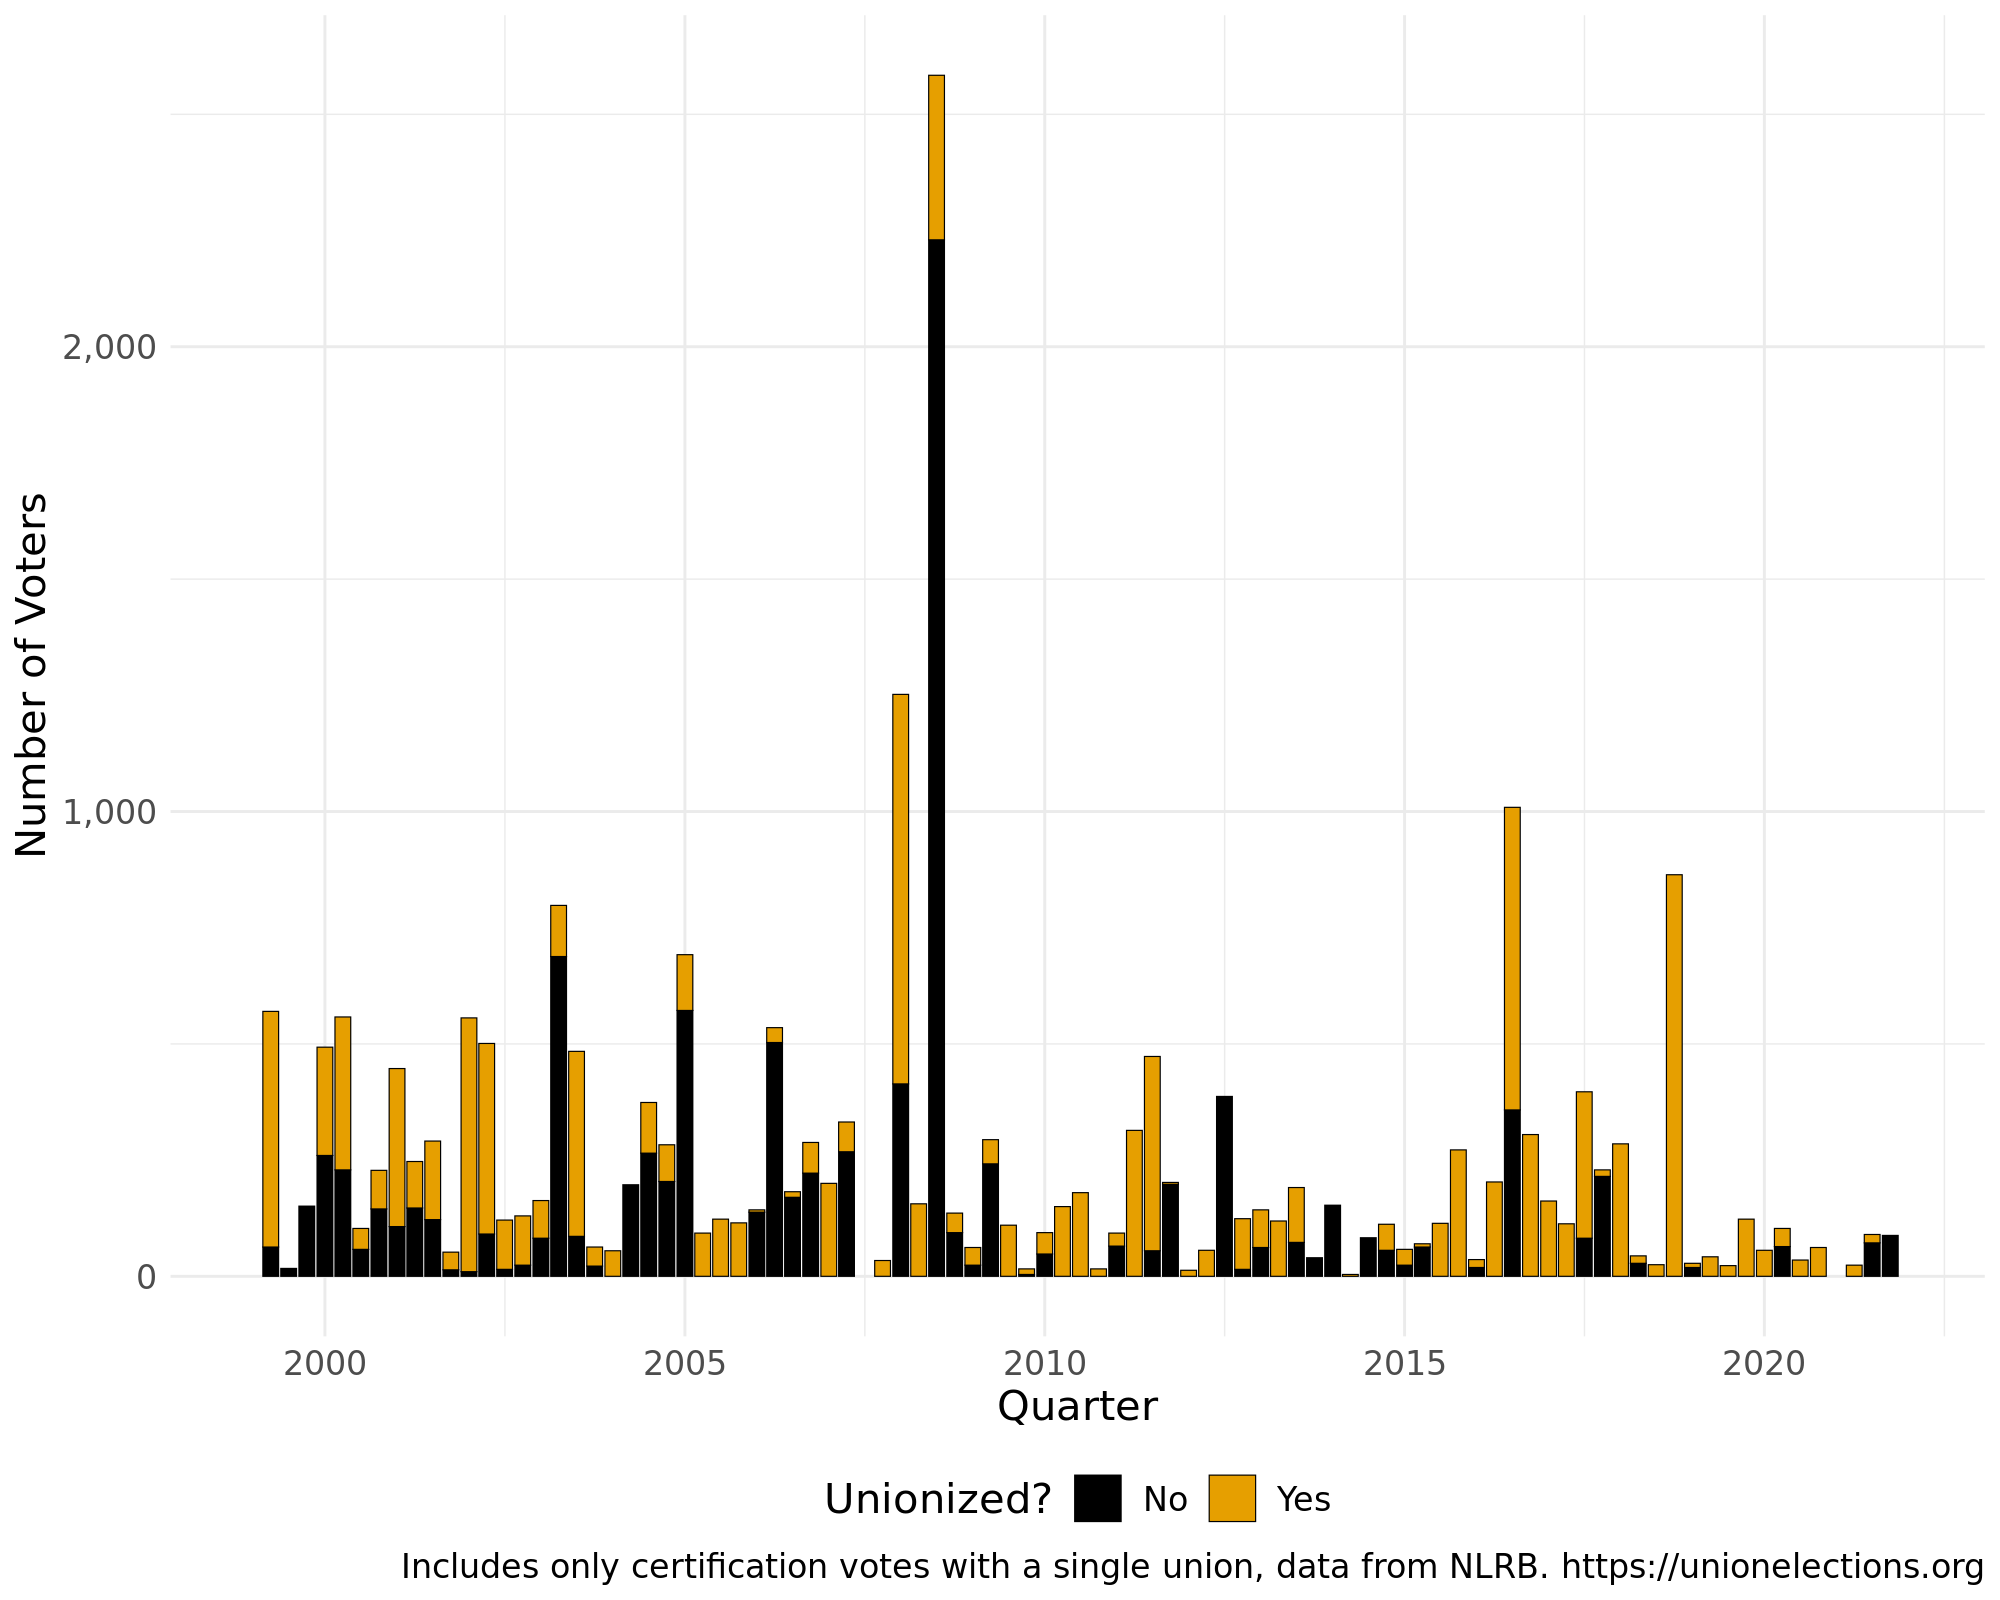 Number of Voters
2,000
1,000
0
2000 2005 2010 2015 2020
Quarter
Unionized? No Yes
Includes only certification votes with a single union, data from NLRB. https://unionelections.org